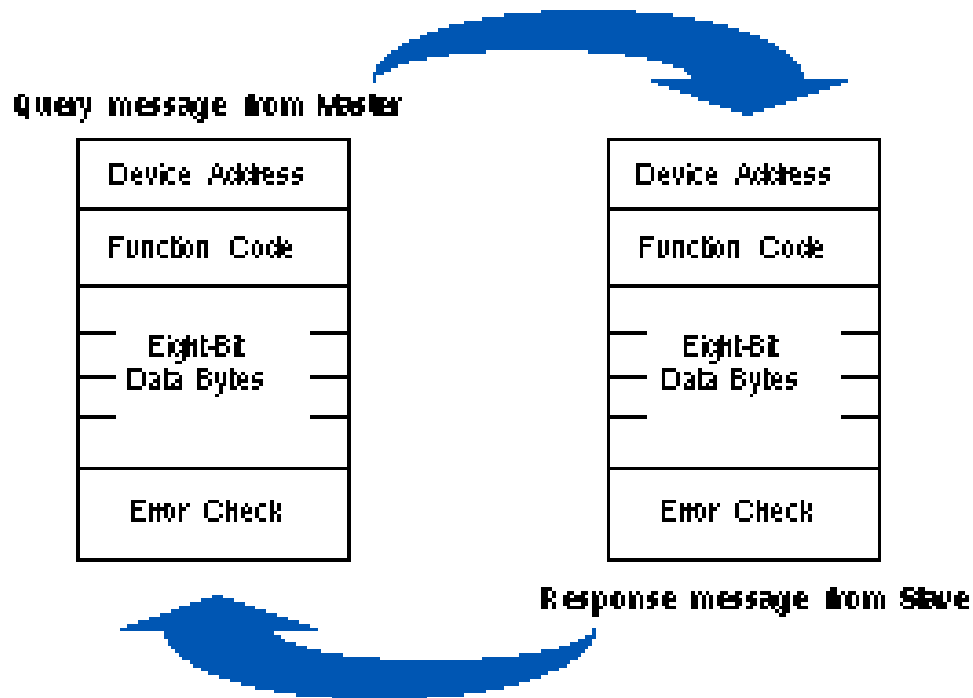 Query message from Master
Device Address
Function Code
Eight-Bit
Data Bytes
Error Check
Device Address
Function Code
Eight-Bit
Data Bytes
Error Check
Response message from Slave